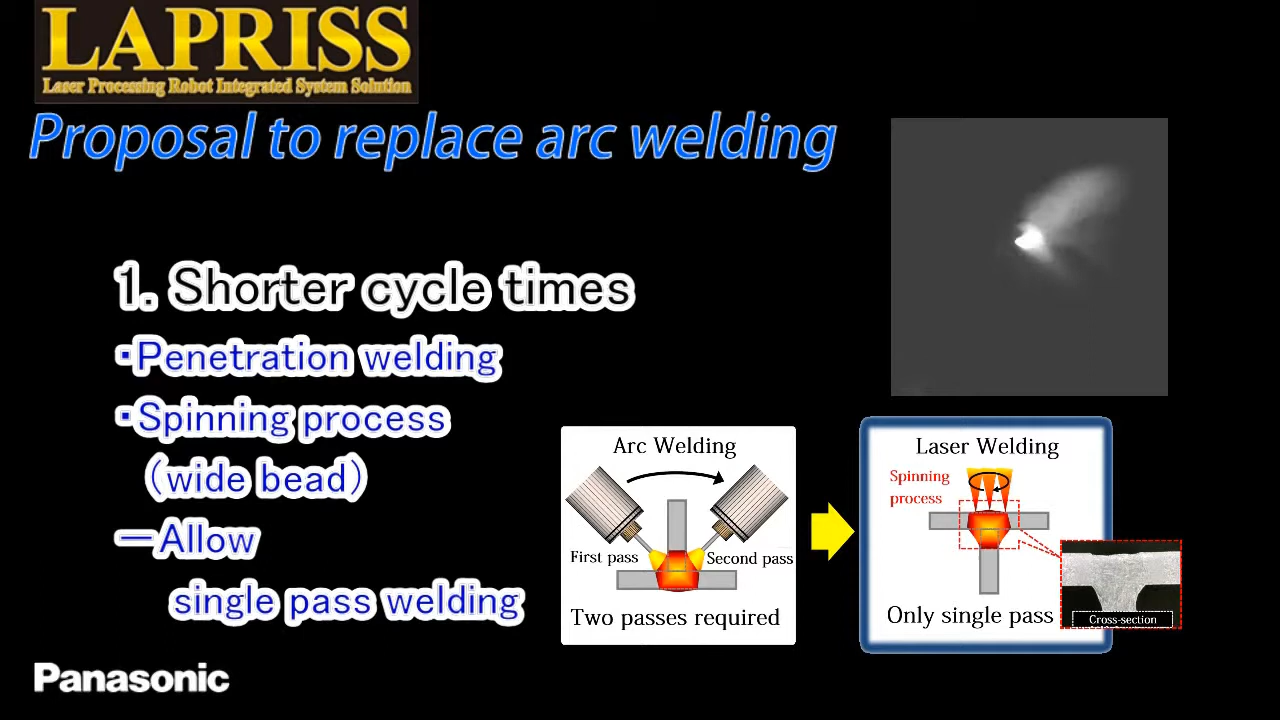 LAPRISS
Laser Processing Robot Integrated System Solution
Proposal to replace arc welding
1. Shorter cycle times
・Penetration welding
・Spinning process
（wide bead）
－Allow
single pass welding
Arc Welding
First pass
Second pass
Two passes required
Laser Welding
Spinning
process
Only single pass
Cross-section
Panasonic